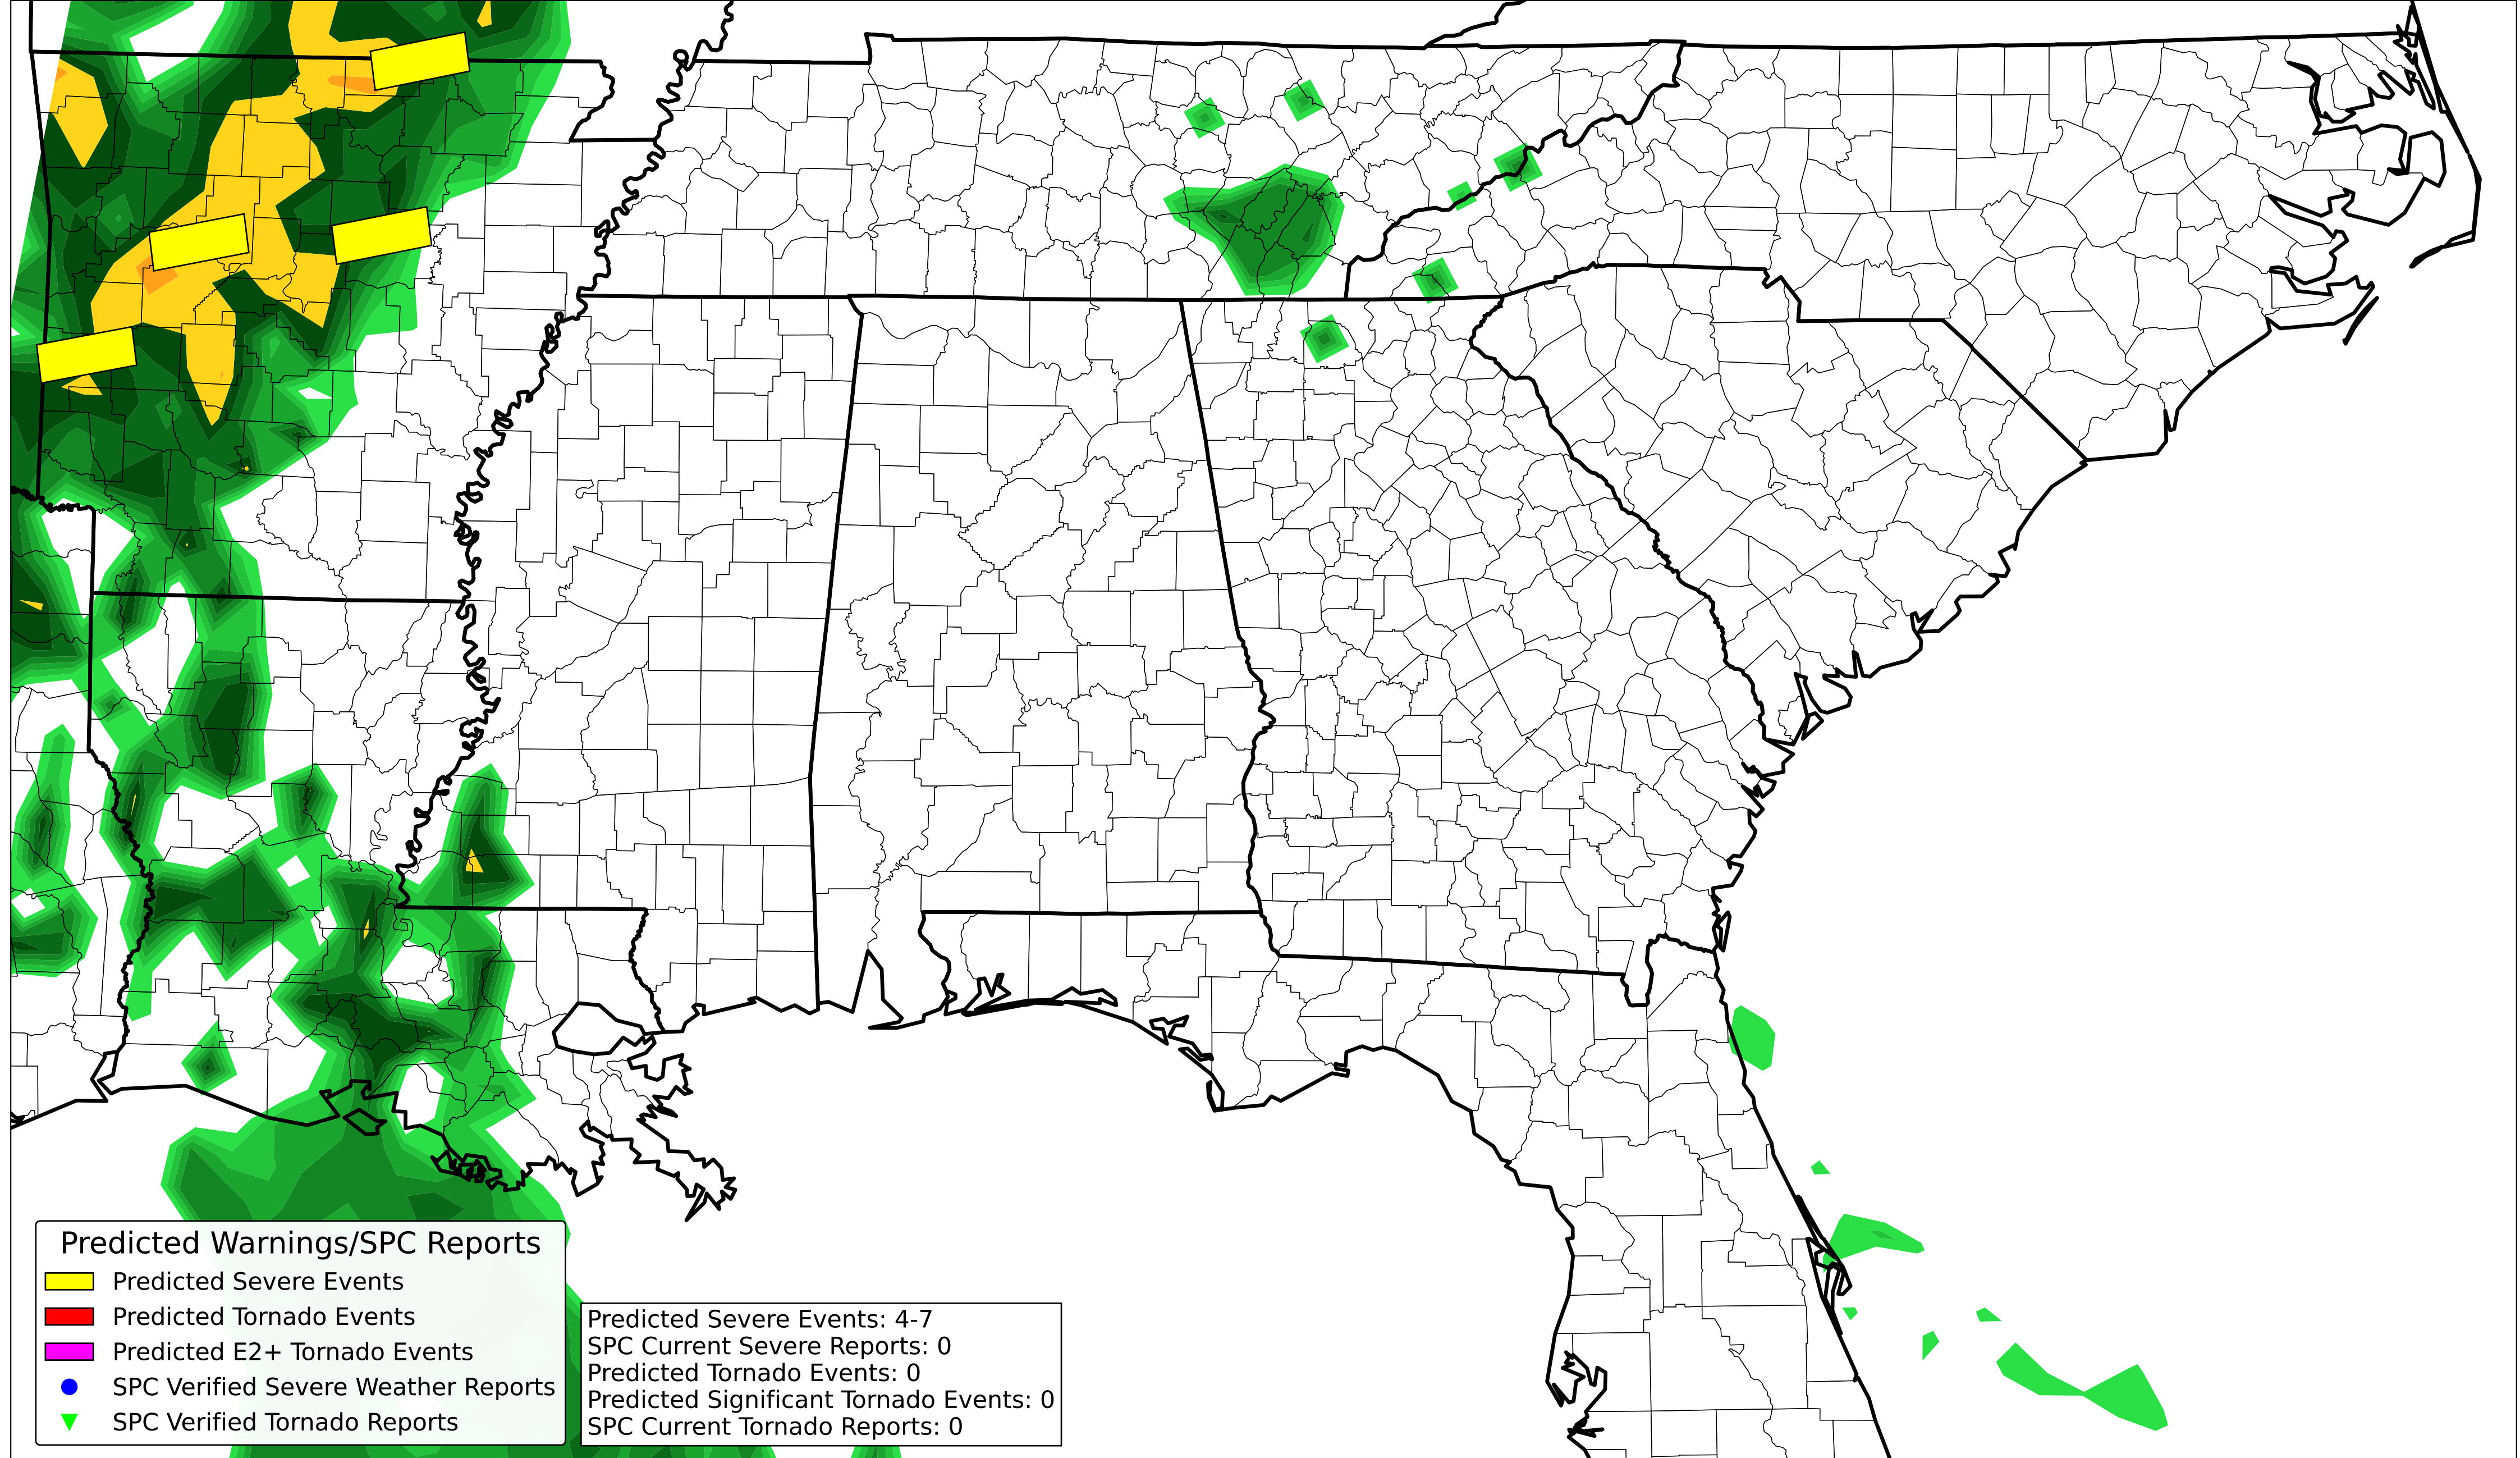 Predicted Warnings/SPC Reports
Predicted Severe Events
Predicted Tornado Events
Predicted E2+ Tornado Events
SPC Verified Severe Weather Reports
SPC Verified Tornado Reports
Predicted Severe Events: 4-7
SPC Current Severe Reports: 0
Predicted Tornado Events: 0
Predicted Significant Tornado Events: 0
SPC Current Tornado Reports: 0